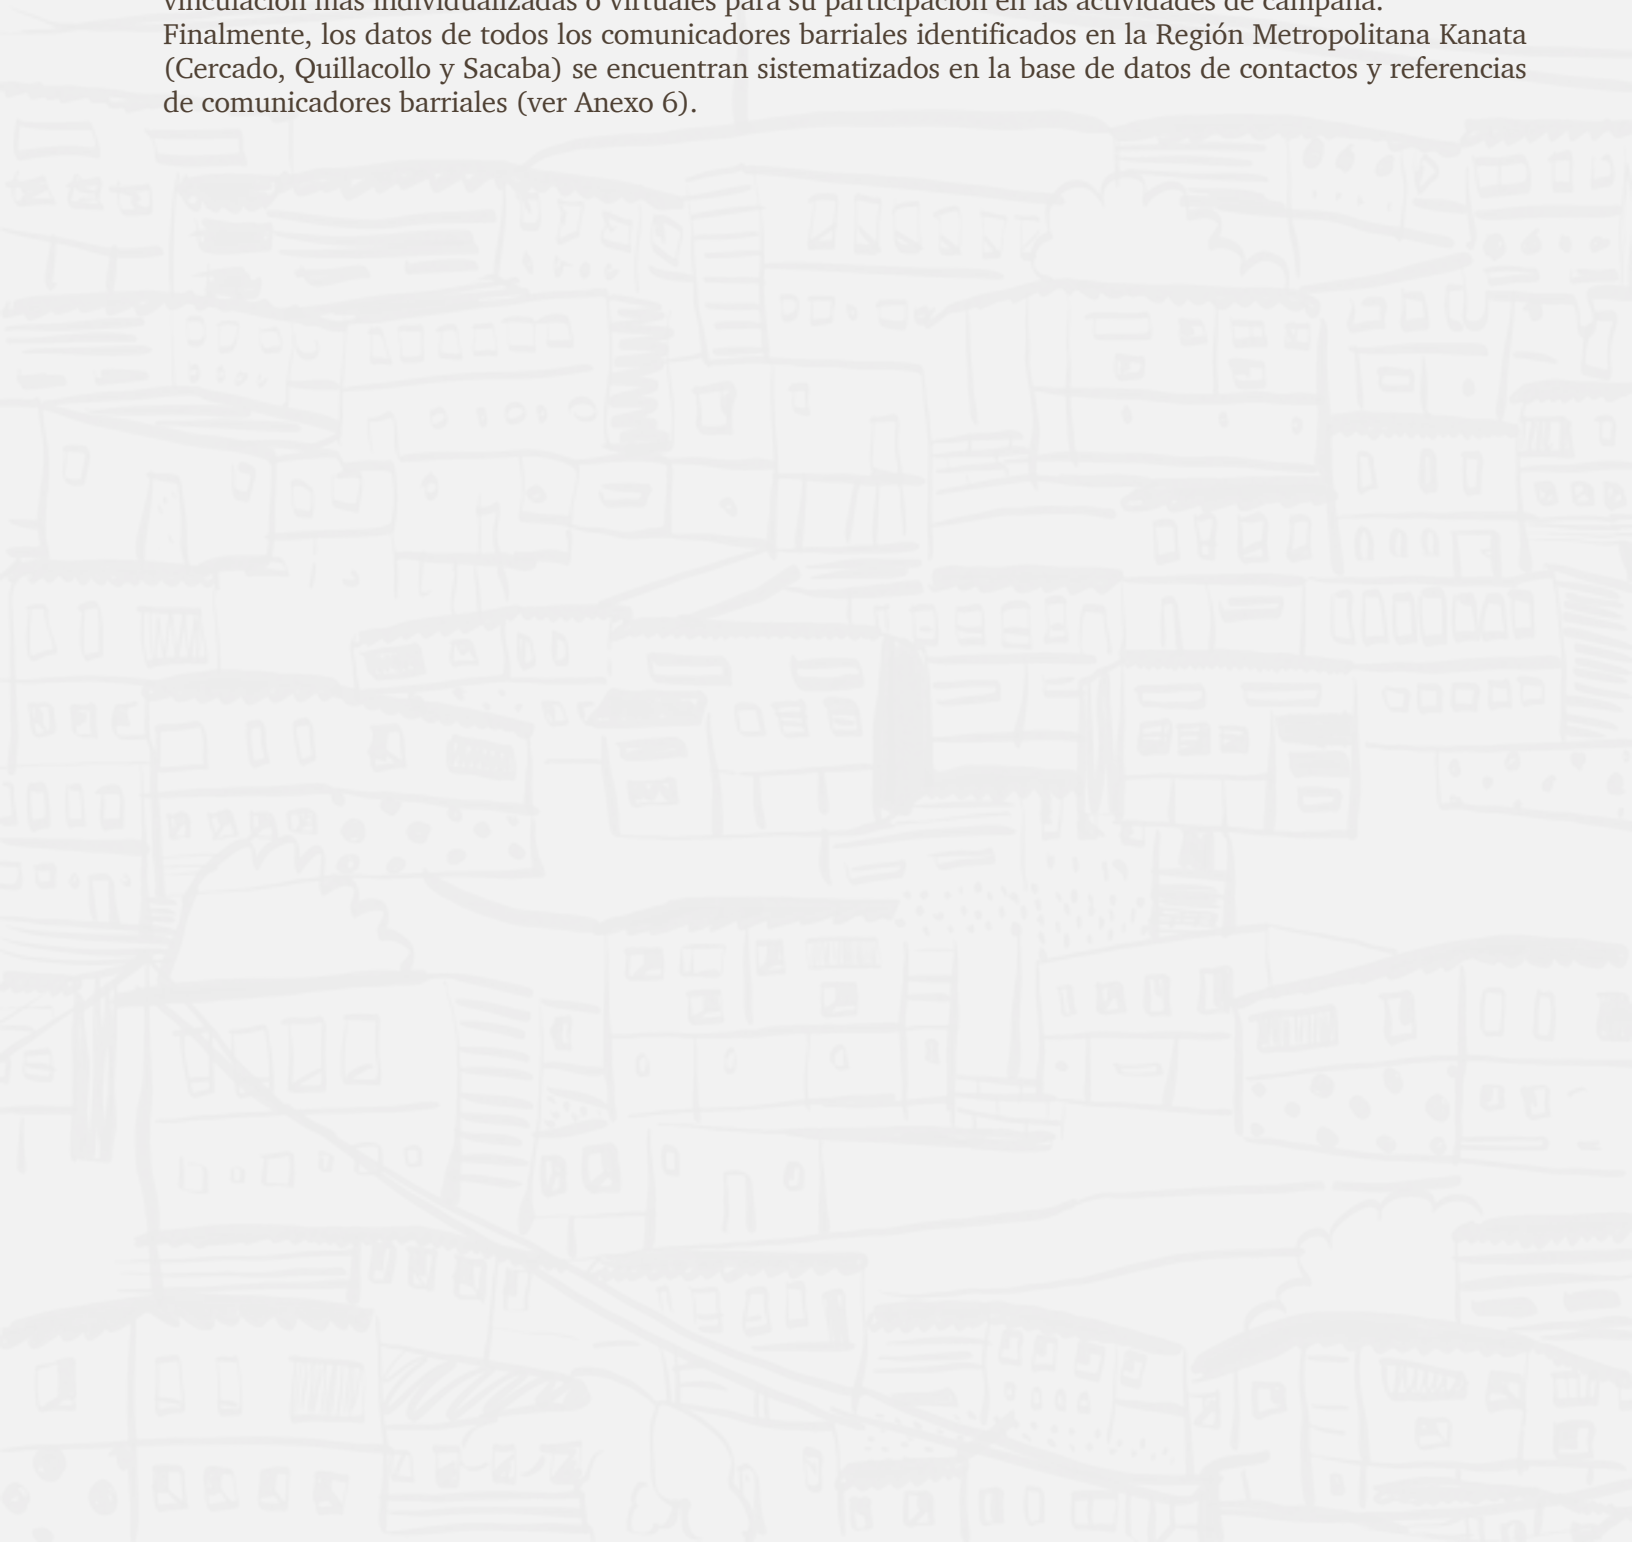 vinculación más individualizadas o virtuales para su participación en las actividades de campaña.
Finalmente, los datos de todos los comunicadores barriales identificados en la Región Metropolitana Kanata
(Cercado, Quillacollo y Sacaba) se encuentran sistematizados en la base de datos de contactos y referencias
de comunicadores barriales (ver Anexo 6).